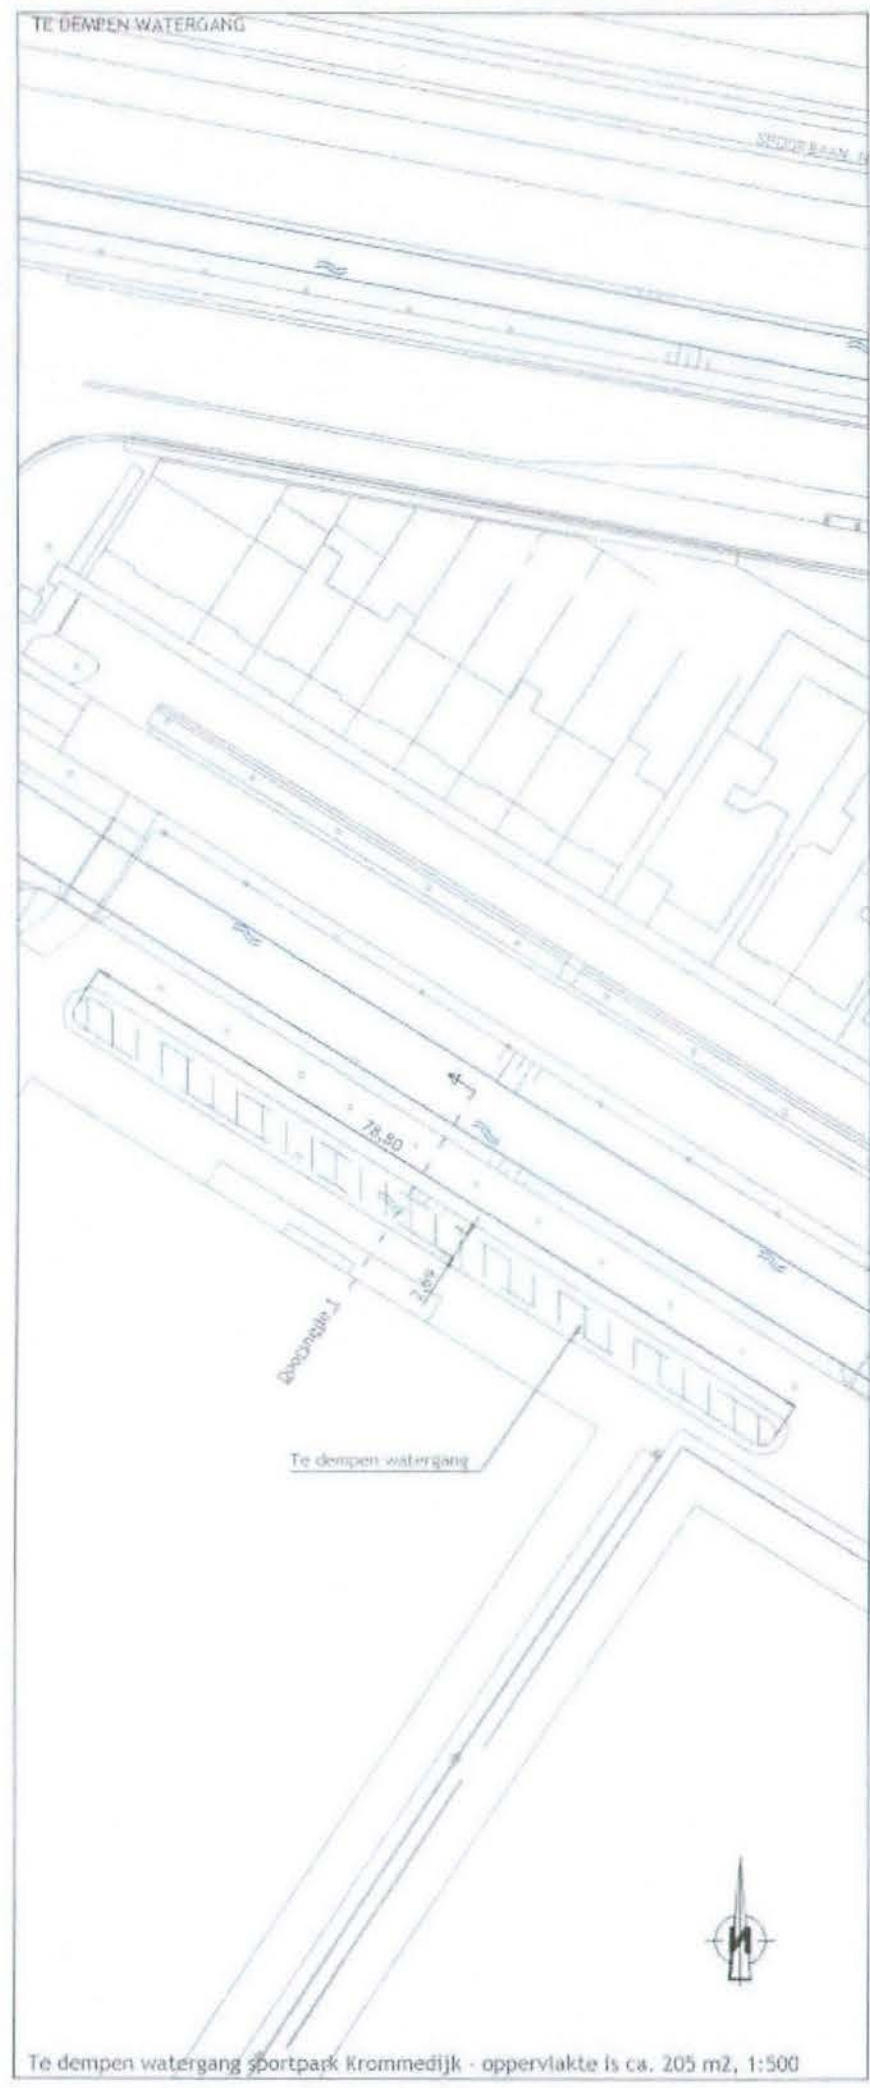 TE DEMPEN WATERGANG
SPOORBAAN
78,80
2,69
Te dempen watergang
N
Te dempen watergang sportpark Krommedijk - oppervlakte is ca. 205 m2, 1:500